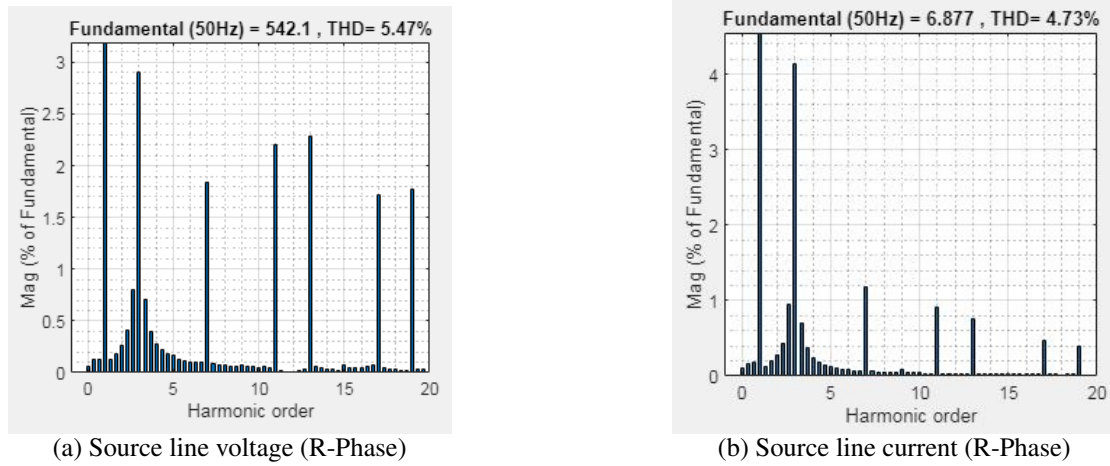 Fundamental (50Hz) = 542.1 , THD= 5.47%
Mag (% of Fundamental)
3
2.5
2
1.5
1
0.5
0
0 5 10 15 20
Harmonic order
(a) Source line voltage (R-Phase)
Fundamental (50Hz) = 6.877 , THD= 4.73%
Mag (% of Fundamental)
4
3
2
1
0
0 5 10 15 20
Harmonic order
(b) Source line current (R-Phase)